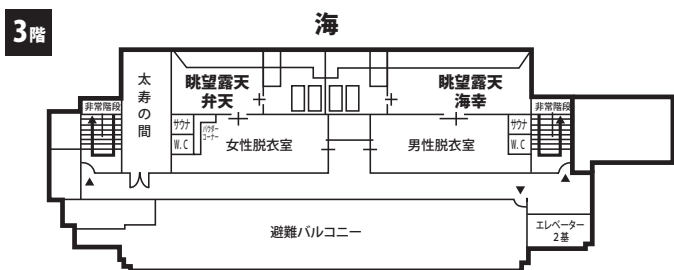 3階
海
太寿の間
眺望露天
弁天
眺望露天
海幸
非常階段
非常階段
サウナ
パウダー
コーナー
サウナ
W.C
女性脱衣室
男性脱衣室
W.C
避難バルコニー
エレベーター
2基